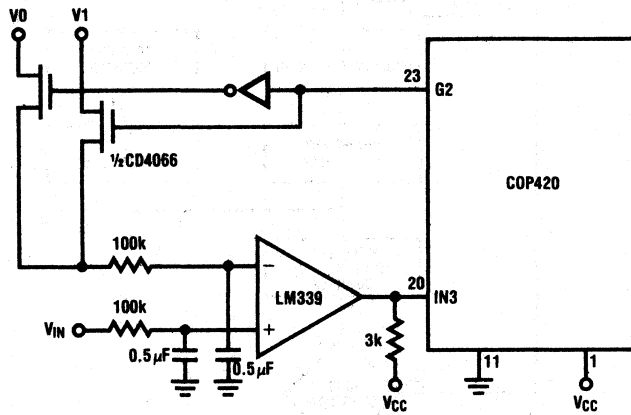 V0 V1
23
G2
½CD4066
COP420
100k
100k
LM339
20
IN3
VIN
0.5μF
0.5μF
3k
11
1
VCC
VCC
−
+